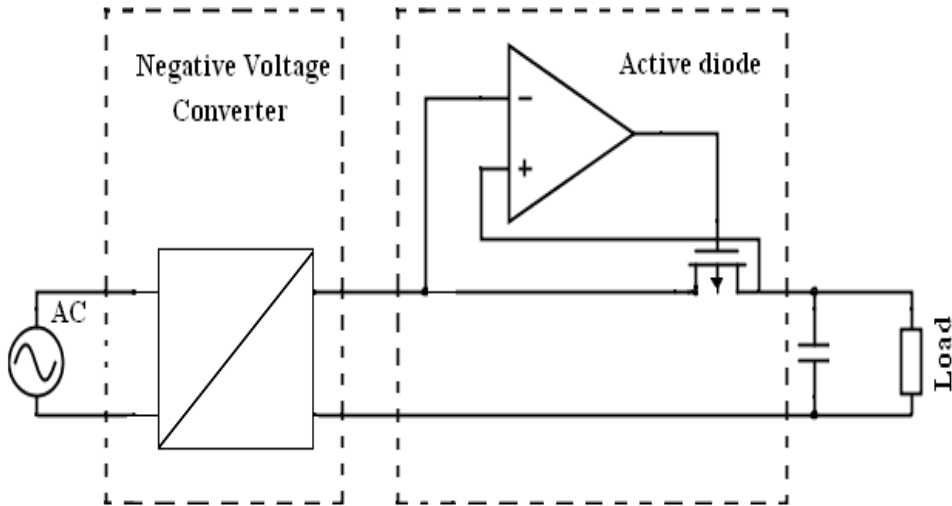 Negative Voltage
Converter
Active diode
−
+
AC
Load